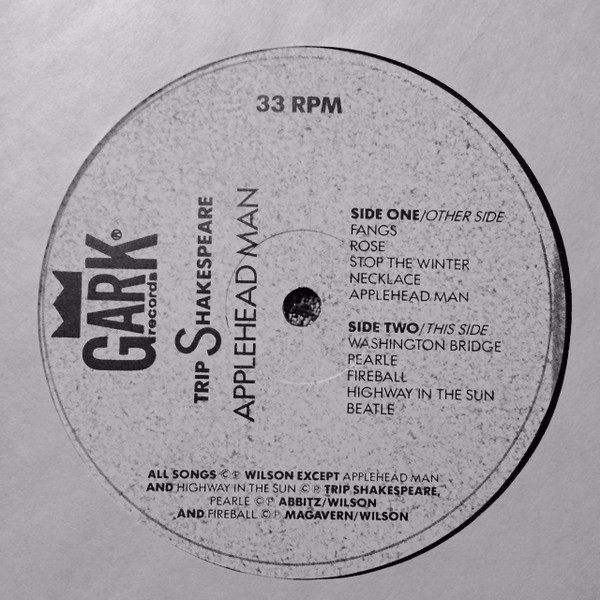 33 RPM
GARK®
records
TRIP SHAKESPEARE
APPLEHEAD MAN
SIDE ONE/OTHER SIDE
FANGS
ROSE
STOP THE WINTER
NECKLACE
APPLEHEAD MAN
SIDE TWO/THIS SIDE
WASHINGTON BRIDGE
PEARLE
FIREBALL
HIGHWAY IN THE SUN
BEATLE
ALL SONGS © ℗ WILSON EXCEPT APPLEHEAD MAN
AND HIGHWAY IN THE SUN © ℗ TRIP SHAKESPEARE,
PEARLE © ℗ ABBITZ/WILSON
AND FIREBALL © ℗ MAGAVERN/WILSON